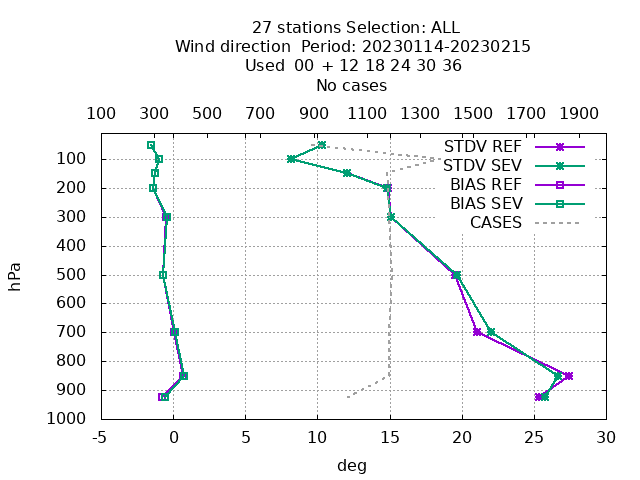 27 stations Selection: ALL
Wind direction  Period: 20230114-20230215
Used  00 + 12 18 24 30 36
No cases
100 300 500 700 900 1100 1300 1500 1700 1900
STDV REF
STDV SEV
BIAS REF
BIAS SEV
CASES
100
200
300
400
500
600
700
800
900
1000
hPa
-5 0 5 10 15 20 25 30
deg